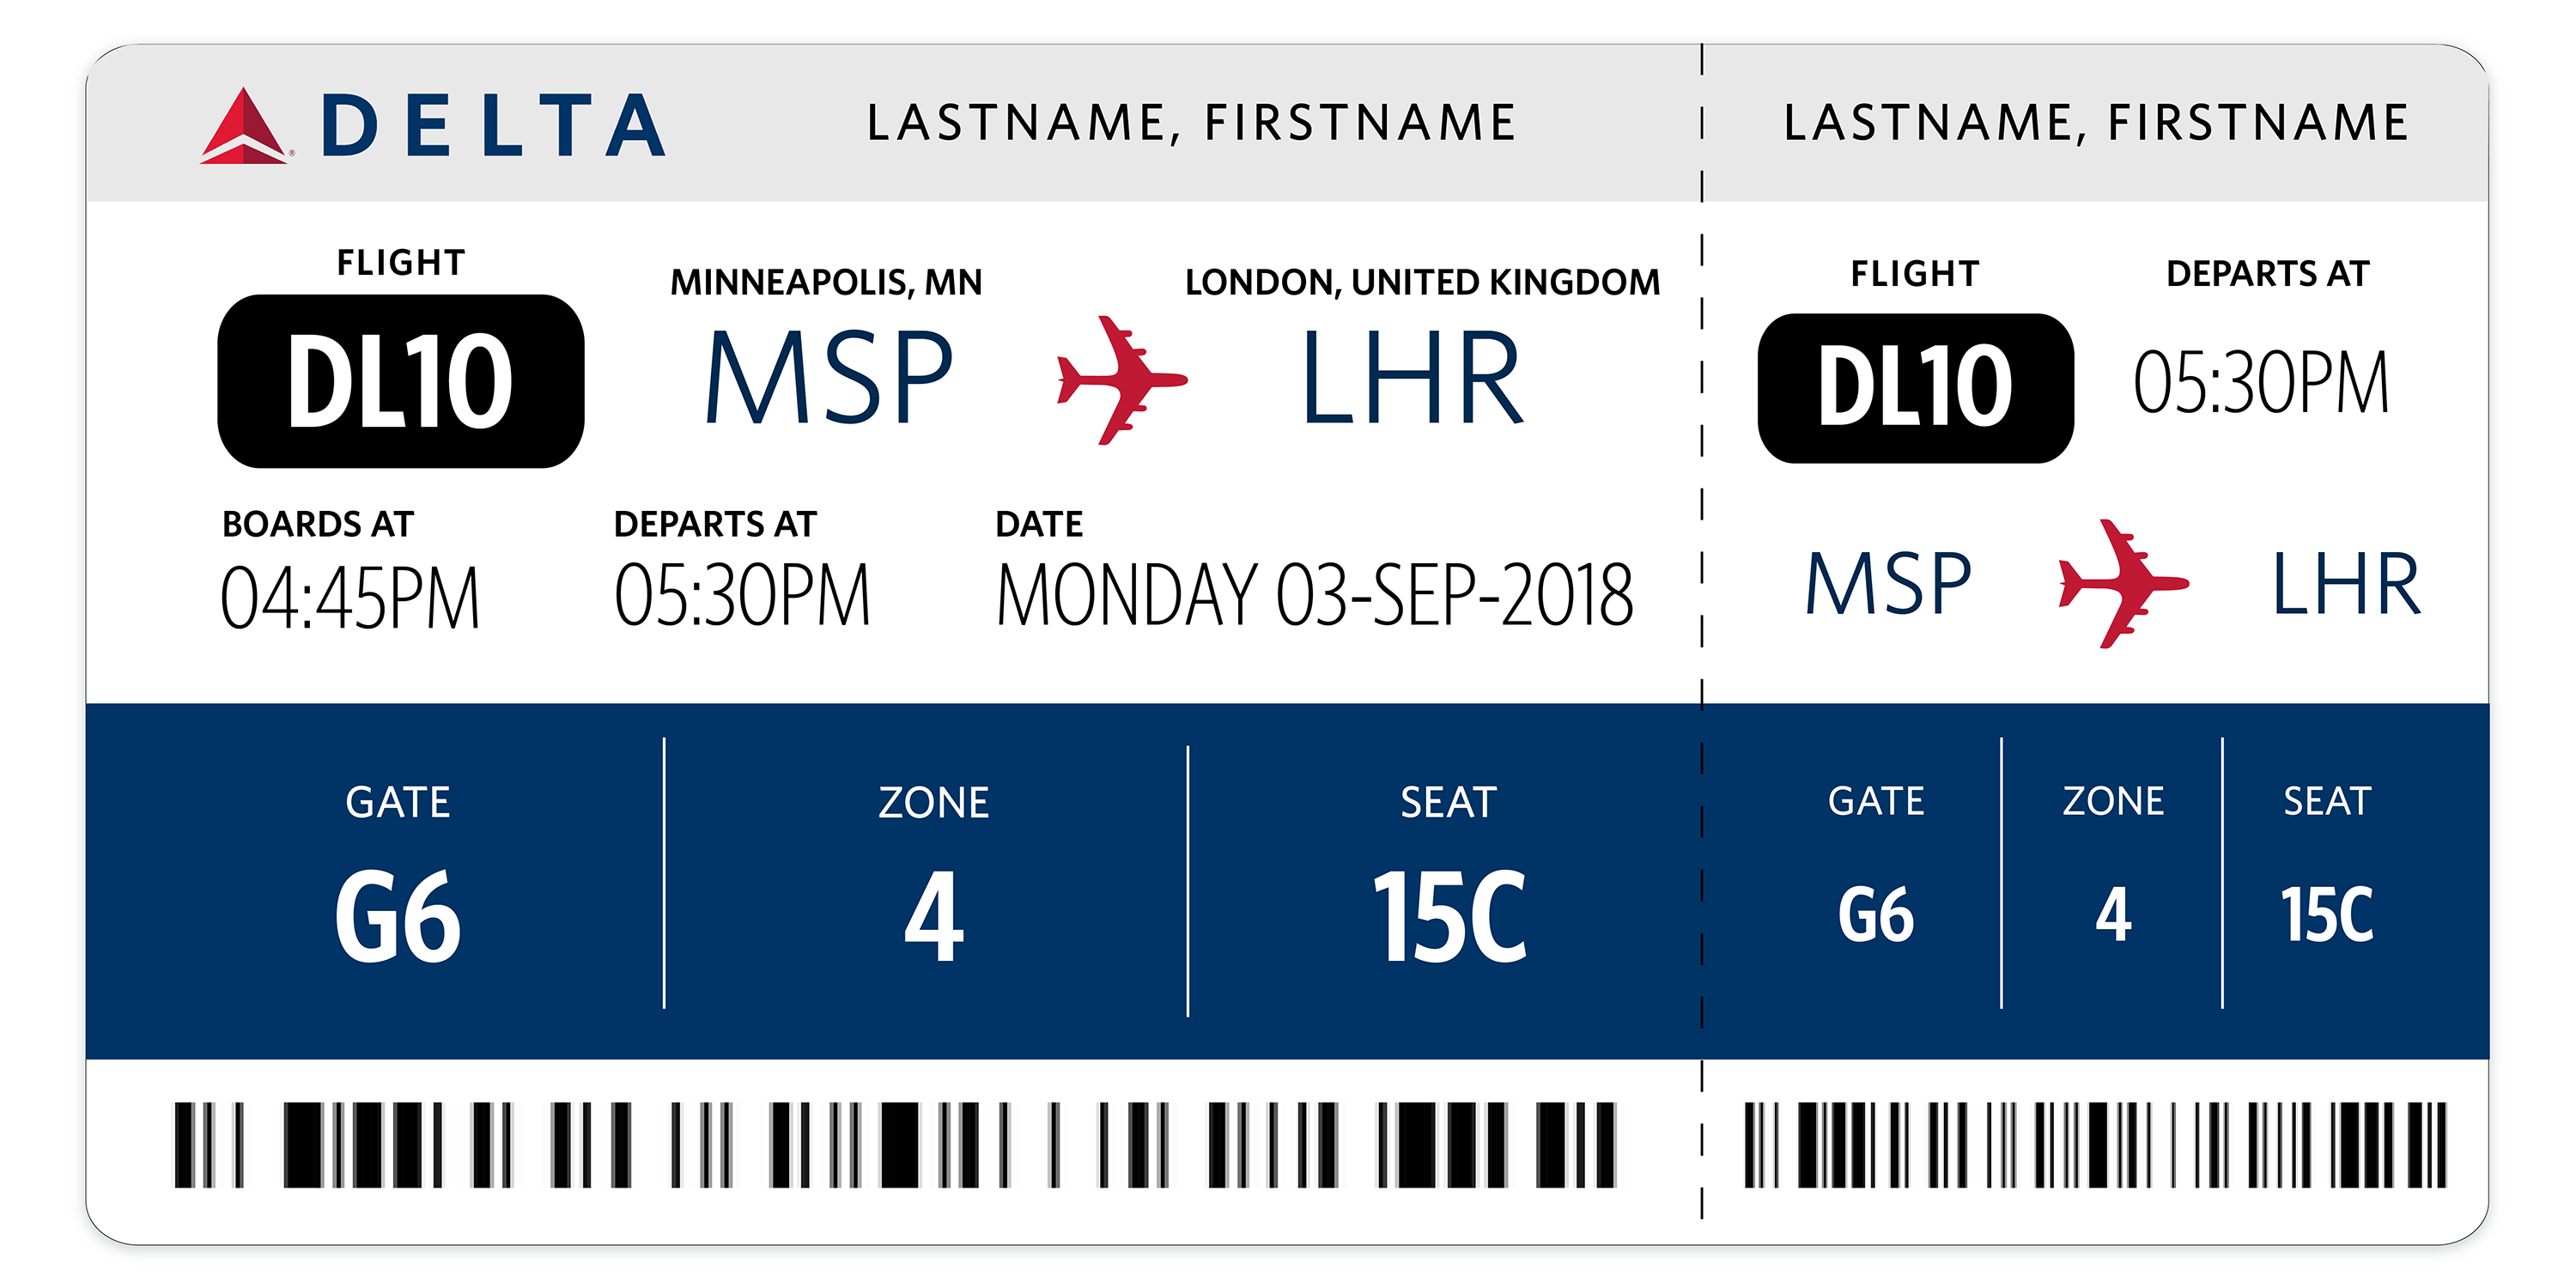 DELTA
LASTNAME, FIRSTNAME
FLIGHT
DL10
MINNEAPOLIS, MN
MSP
LONDON, UNITED KINGDOM
LHR
BOARDS AT
04:45PM
DEPARTS AT
05:30PM
DATE
MONDAY 03-SEP-2018
GATE
G6
ZONE
4
SEAT
15C
LASTNAME, FIRSTNAME
FLIGHT
DL10
DEPARTS AT
05:30PM
MSP
LHR
GATE
G6
ZONE
4
SEAT
15C